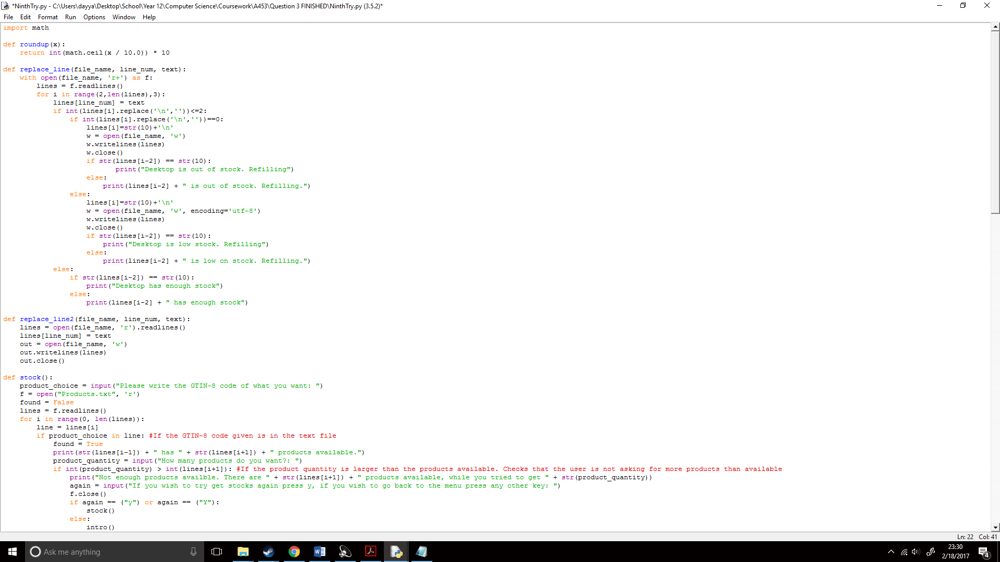 *NinthTry.py - C:\Users\dayya\Desktop\School\Year 12\Computer Science\Coursework\A453\Question 3 FINISHED\NinthTry.py (3.5.2)*
File Edit Format Run Options Window Help
import math
def roundup(x):
    return int(math.ceil(x / 10.0)) * 10
def replace_line(file_name, line_num, text):
    with open(file_name, 'r+') as f:
        lines = f.readlines()
        for i in range(2,len(lines),3):
            lines[line_num] = text
            if int(lines[i].replace('\n',''))<=2:
                if int(lines[i].replace('\n',''))==0:
                    lines[i]=str(10)+'\n'
                    w = open(file_name, 'w')
                    w.writelines(lines)
                    w.close()
                    if str(lines[i-2]) == str(10):
                           print("Desktop is out of stock. Refilling")
                    else:
                        print(lines[i-2] + " is out of stock. Refilling.")
                else:
                    lines[i]=str(10)+'\n'
                    w = open(file_name, 'w', encoding='utf-8')
                    w.writelines(lines)
                    w.close()
                    if str(lines[i-2]) == str(10):
                        print("Desktop is low stock. Refilling")
                    else:
                        print(lines[i-2] + " is low on stock. Refilling.")
            else:
                if str(lines[i-2]) == str(10):
                    print("Desktop has enough stock")
                else:
                    print(lines[i-2] + " has enough stock")
def replace_line2(file_name, line_num, text):
    lines = open(file_name, 'r').readlines()
    lines[line_num] = text
    out = open(file_name, 'w')
    out.writelines(lines)
    out.close()
def stock():
    product_choice = input("Please write the GTIN-8 code of what you want: ")
    f = open("Products.txt", 'r')
    found = False
    lines = f.readlines()
    for i in range(0, len(lines)):
        line = lines[i]
        if product_choice in line: #If the GTIN-8 code given is in the text file
            found = True
            print(str(lines[i-1]) + " has " + str(lines[i+1]) + " products available.")
            product_quantity = input("How many products do you want?: ")
            if int(product_quantity) > int(lines[i+1]): #If the product quantity is larger than the products available. Checks that the user is not asking for more products than available
                print("Not enough products availble. There are " + str(lines[i+1]) + " products available, while you tried to get " + str(product_quantity))
                again = input("If you wish to try get stocks again press y, if you wish to go back to the menu press any other key: ")
                f.close()
                if again == ("y") or again == ("Y"):
                    stock()
                else:
                    intro()
Ln: 22 Col: 41
Ask me anything
23:30
2/18/2017
4